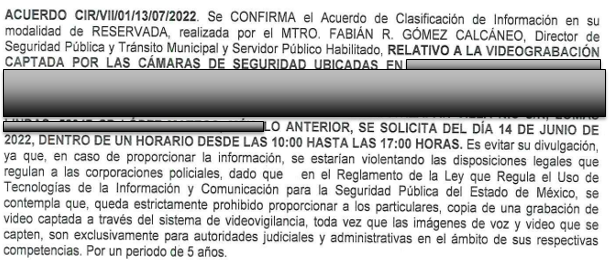 ACUERDO CIR/VII/01/13/07/2022. Se CONFIRMA el Acuerdo de Clasificación de Información en su
modalidad de RESERVADA, realizada por el MTRO. FABIÁN R. GÓMEZ CALCÁNEO, Director de
Seguridad Pública y Tránsito Municipal y Servidor Público Habilitado, RELATIVO A LA VIDEOGRABACIÓN
CAPTADA POR LAS CÁMARAS DE SEGURIDAD UBICADAS EN
LO ANTERIOR, SE SOLICITA DEL DÍA 14 DE JUNIO DE
2022, DENTRO DE UN HORARIO DESDE LAS 10:00 HASTA LAS 17:00 HORAS. Es evitar su divulgación,
ya que, en caso de proporcionar la información, se estarían violentando las disposiciones legales que
regulan a las corporaciones policiales, dado que en el Reglamento de la Ley que Regula el Uso de
Tecnologías de la Información y Comunicación para la Seguridad Pública del Estado de México, se
contempla que, queda estrictamente prohibido proporcionar a los particulares, copia de una grabación de
video captada a través del sistema de videovigilancia, toda vez que las imágenes de voz y video que se
capten, son exclusivamente para autoridades judiciales y administrativas en el ámbito de sus respectivas
competencias. Por un periodo de 5 años.